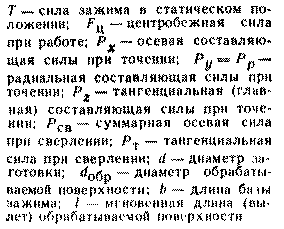 T — сила зажима в статическом по-
ложении; Fц — центробежная сила
при работе; Pх — осевая составляю-
щая силы при точении; Py = Pр —
радиальная составляющая силы при
точении; Pz — тангенциальная (глав-
ная) составляющая силы при точе-
нии; Pсв — суммарная осевая сила
при сверлении; Pт — тангенциальная
сила при сверлении; d — диаметр за-
готовки; dобр — диаметр обрабаты-
ваемой поверхности; b — длина базы
зажима; l — мгновенная длина (вы-
лет) обрабатываемой поверхности